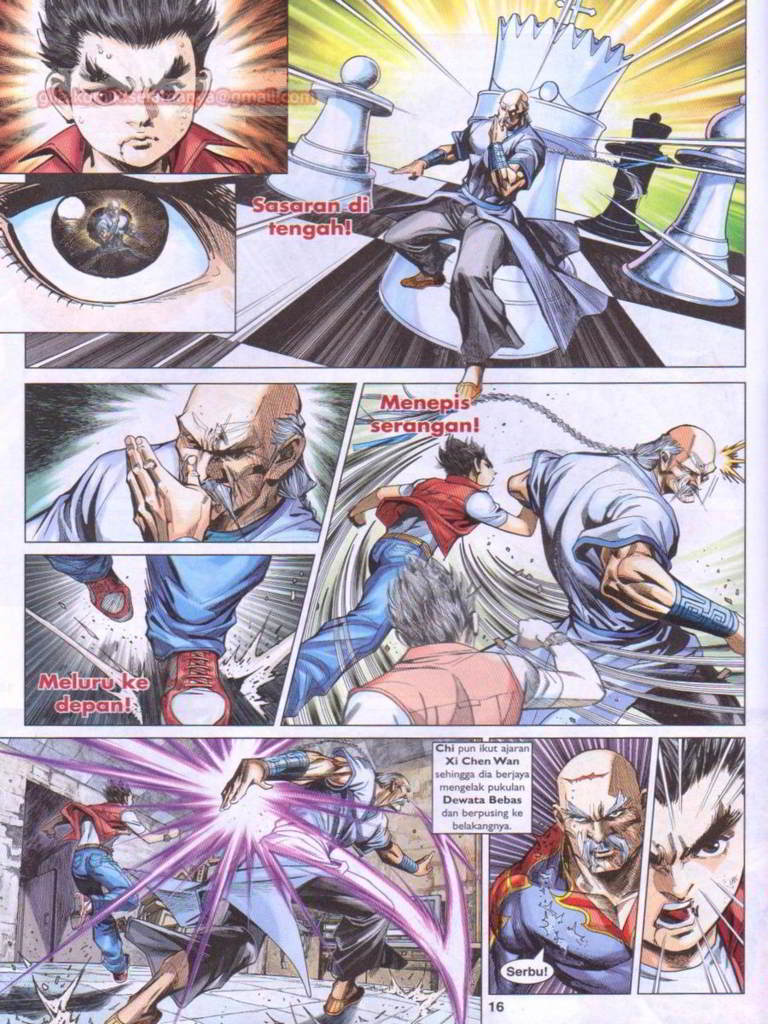 Sasaran di
tengah!
Menepis
serangan!
Meluru ke
depan!
Chi pun ikut ajaran
Xi Chen Wan
sehingga dia berjaya
mengelak pukulan
Dewata Bebas
dan berpusing ke
belakangnya.
Serbu!
16